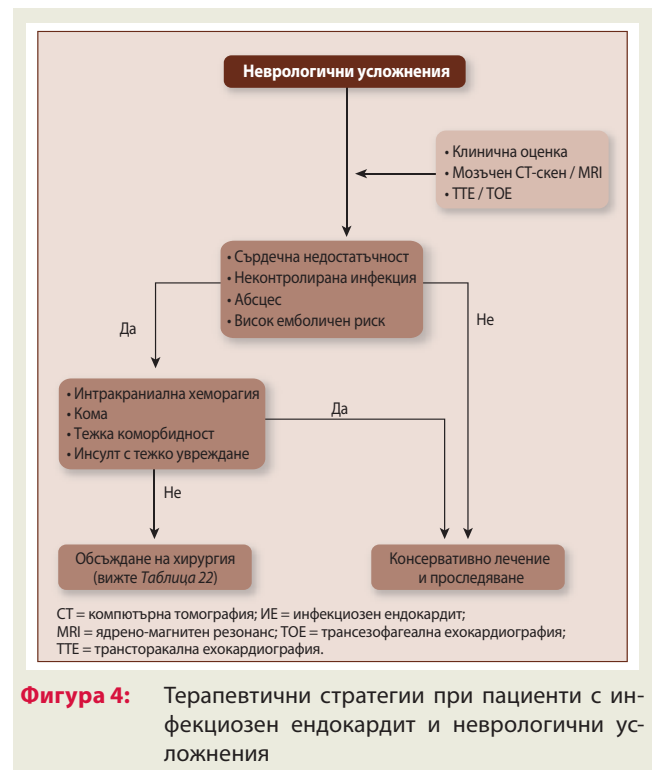 Неврологични усложнения
• Клинична оценка
• Мозъчен СТ-скен / MRI
• TTE / TOE
• Сърдечна недостатъчност
• Неконтролирана инфекция
• Абсцес
• Висок емболичен риск
Да
Не
• Интракраниална хеморагия
• Кома
• Тежка коморбидност
• Инсулт с тежко увреждане
Да
Не
Обсъждане на хирургия
(вижте Таблица 22)
Консервативно лечение
и проследяване
СТ = компютърна томография; ИЕ = инфекциозен ендокардит;
MRI = ядрено-магнитен резонанс; TOE = трансезофагеална ехокардиография;
TTE = трансторакална ехокардиография.
Фигура 4: Терапевтични стратегии при пациенти с ин-
фекциозен ендокардит и неврологични ус-
ложнения